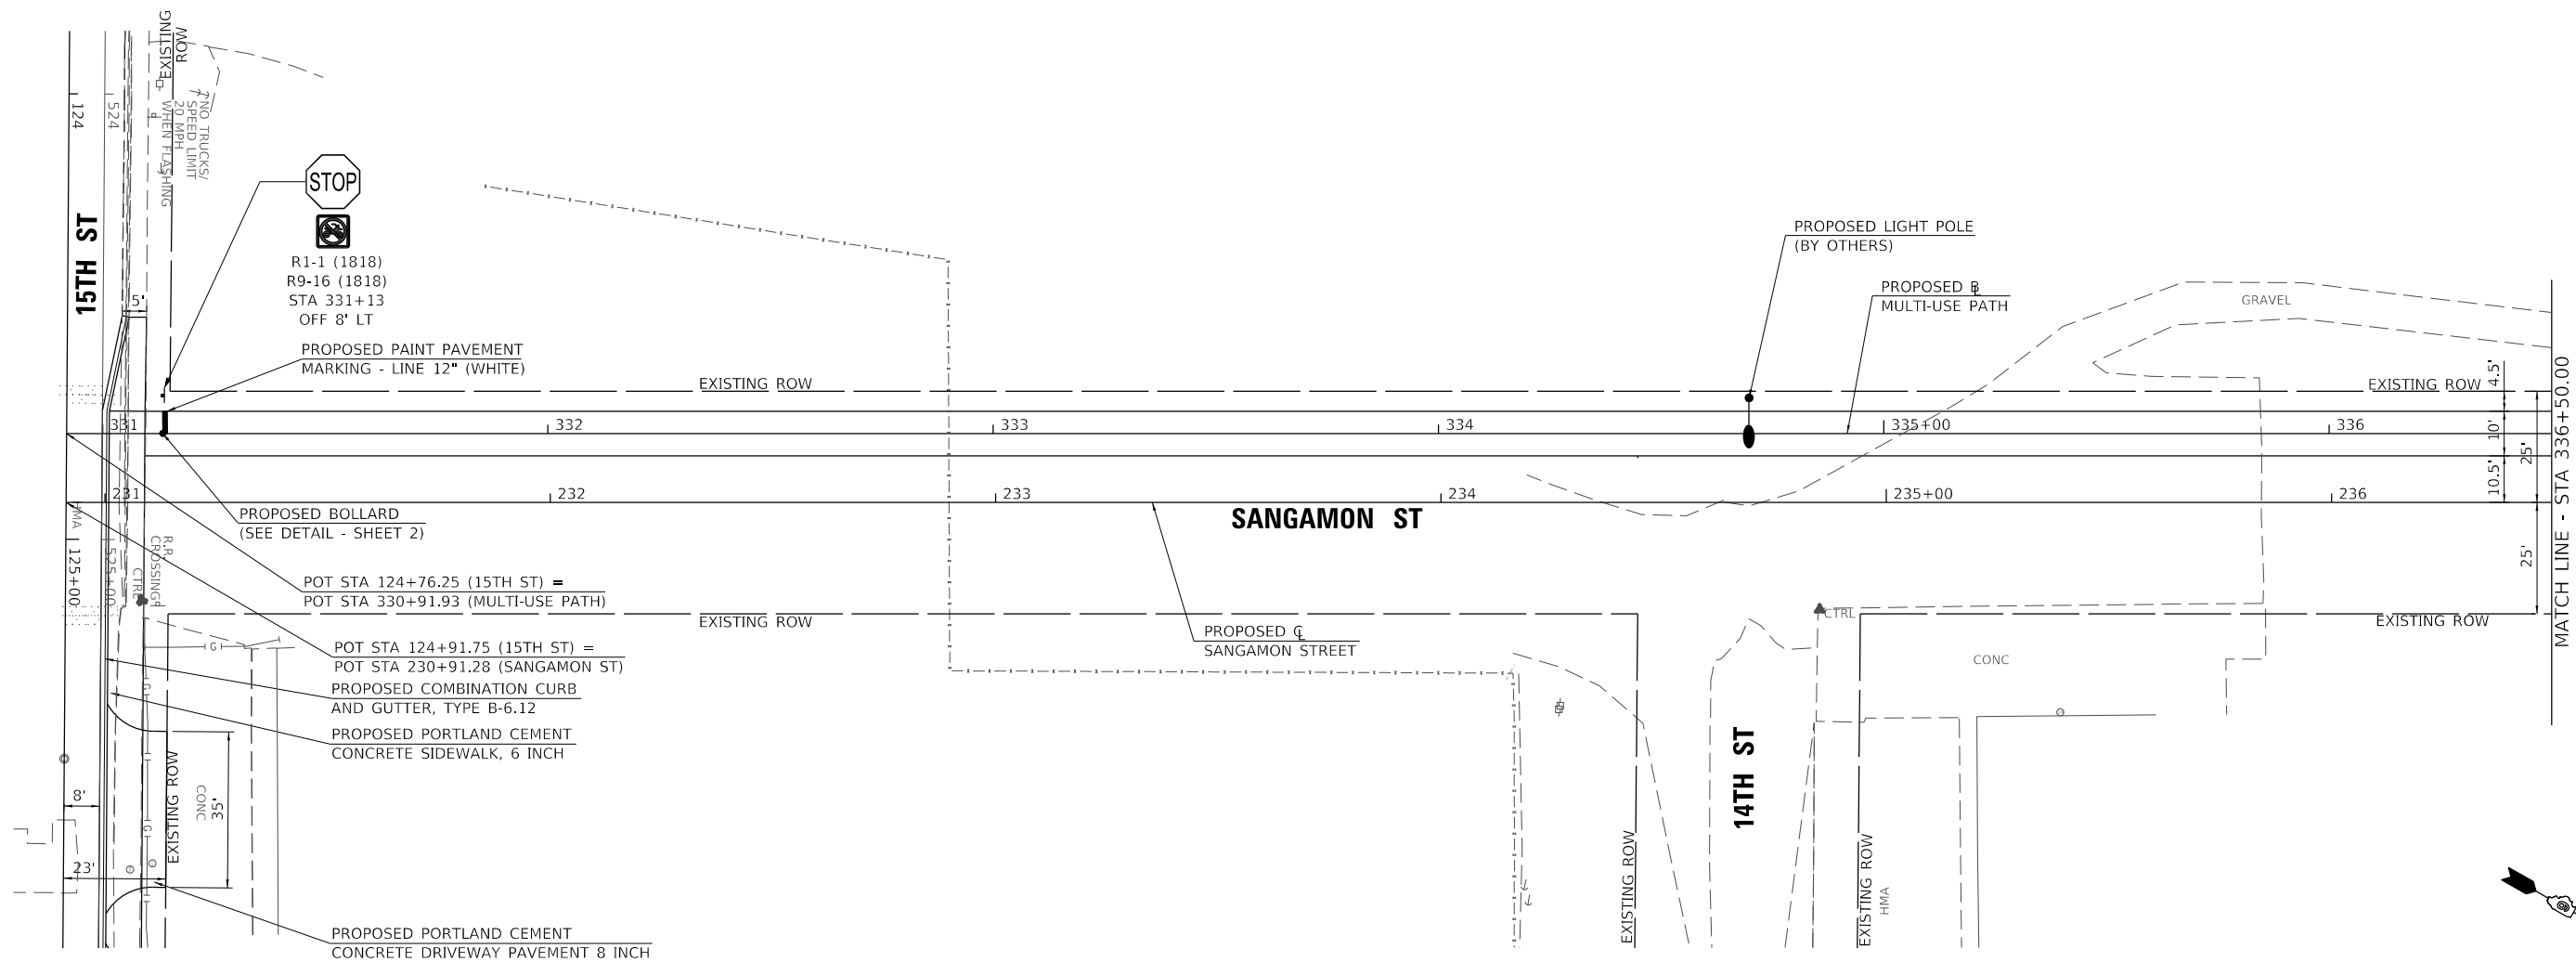 EXISTING
ROW
NO TRUCKS/
SPEED LIMIT
20 MPH
WHEN FLASHING
124
524
15TH ST
STOP
R1-1 (1818)
R9-16 (1818)
STA 331+13
OFF 8' LT
5'
PROPOSED PAINT PAVEMENT
MARKING - LINE 12" (WHITE)
EXISTING ROW
PROPOSED LIGHT POLE
(BY OTHERS)
PROPOSED ⅊
MULTI-USE PATH
GRAVEL
EXISTING ROW
4.5'
10'
25'
10.5'
25'
MATCH LINE - STA 336+50.00
331
332
333
334
335+00
336
231
232
233
234
235+00
236
SANGAMON ST
HMA
125+00
525+00
R.R.
CROSSING
CTRL
PROPOSED BOLLARD
(SEE DETAIL - SHEET 2)
POT STA 124+76.25 (15TH ST) =
POT STA 330+91.93 (MULTI-USE PATH)
EXISTING ROW
POT STA 124+91.75 (15TH ST) =
POT STA 230+91.28 (SANGAMON ST)
PROPOSED COMBINATION CURB
AND GUTTER, TYPE B-6.12
PROPOSED PORTLAND CEMENT
CONCRETE SIDEWALK, 6 INCH
PROPOSED ℄
SANGAMON STREET
CTRL
EXISTING ROW
CONC
G
G
G
8'
23'
EXISTING ROW
CONC
35'
14TH ST
EXISTING ROW
EXISTING ROW
HMA
PROPOSED PORTLAND CEMENT
CONCRETE DRIVEWAY PAVEMENT 8 INCH